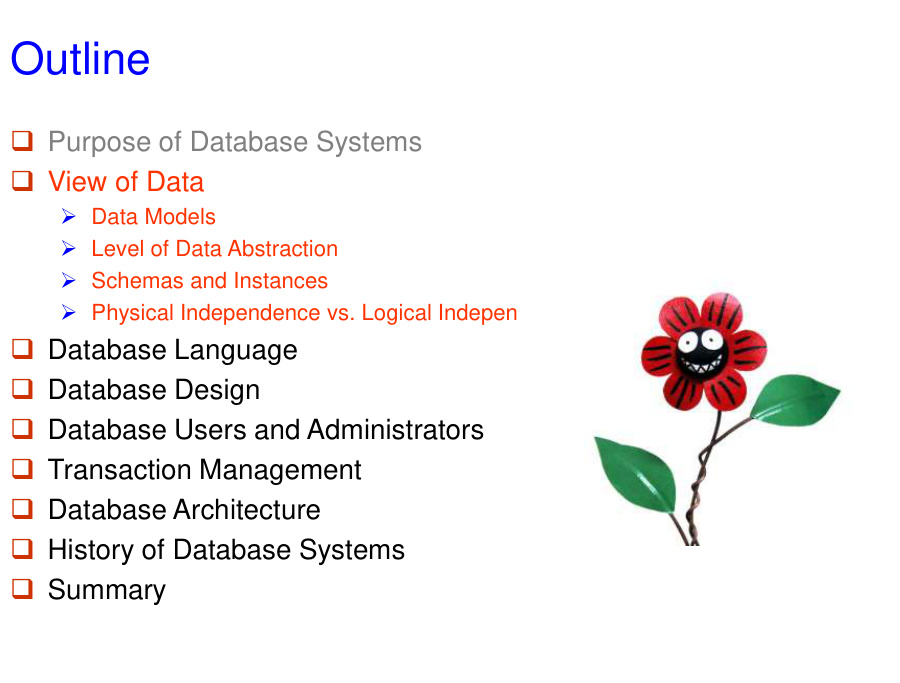 Outline
Purpose of Database Systems
View of Data
Data Models
Level of Data Abstraction
Schemas and Instances
Physical Independence vs. Logical Indepen
Database Language
Database Design
Database Users and Administrators
Transaction Management
Database Architecture
History of Database Systems
Summary